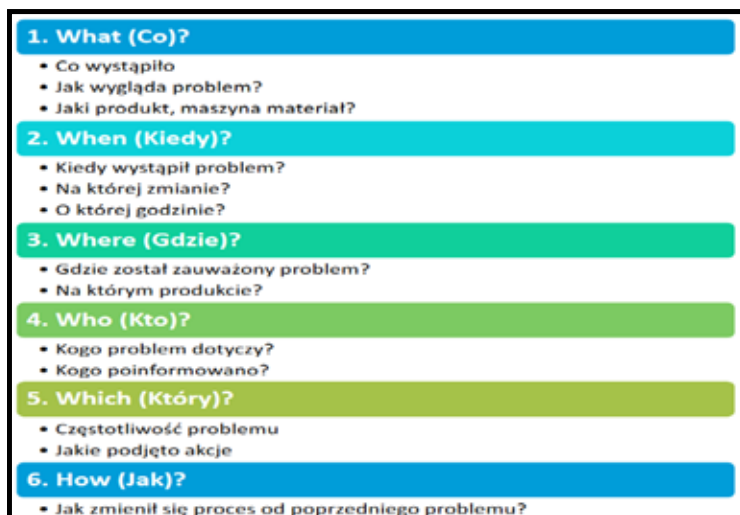 1. What (Co)?
• Co wystąpiło
• Jak wygląda problem?
• Jaki produkt, maszyna materiał?
2. When (Kiedy)?
• Kiedy wystąpił problem?
• Na której zmianie?
• O której godzinie?
3. Where (Gdzie)?
• Gdzie został zauważony problem?
• Na którym produkcie?
4. Who (Kto)?
• Kogo problem dotyczy?
• Kogo poinformowano?
5. Which (Który)?
• Częstotliwość problemu
• Jakie podjęto akcje
6. How (Jak)?
• Jak zmienił się proces od poprzedniego problemu?